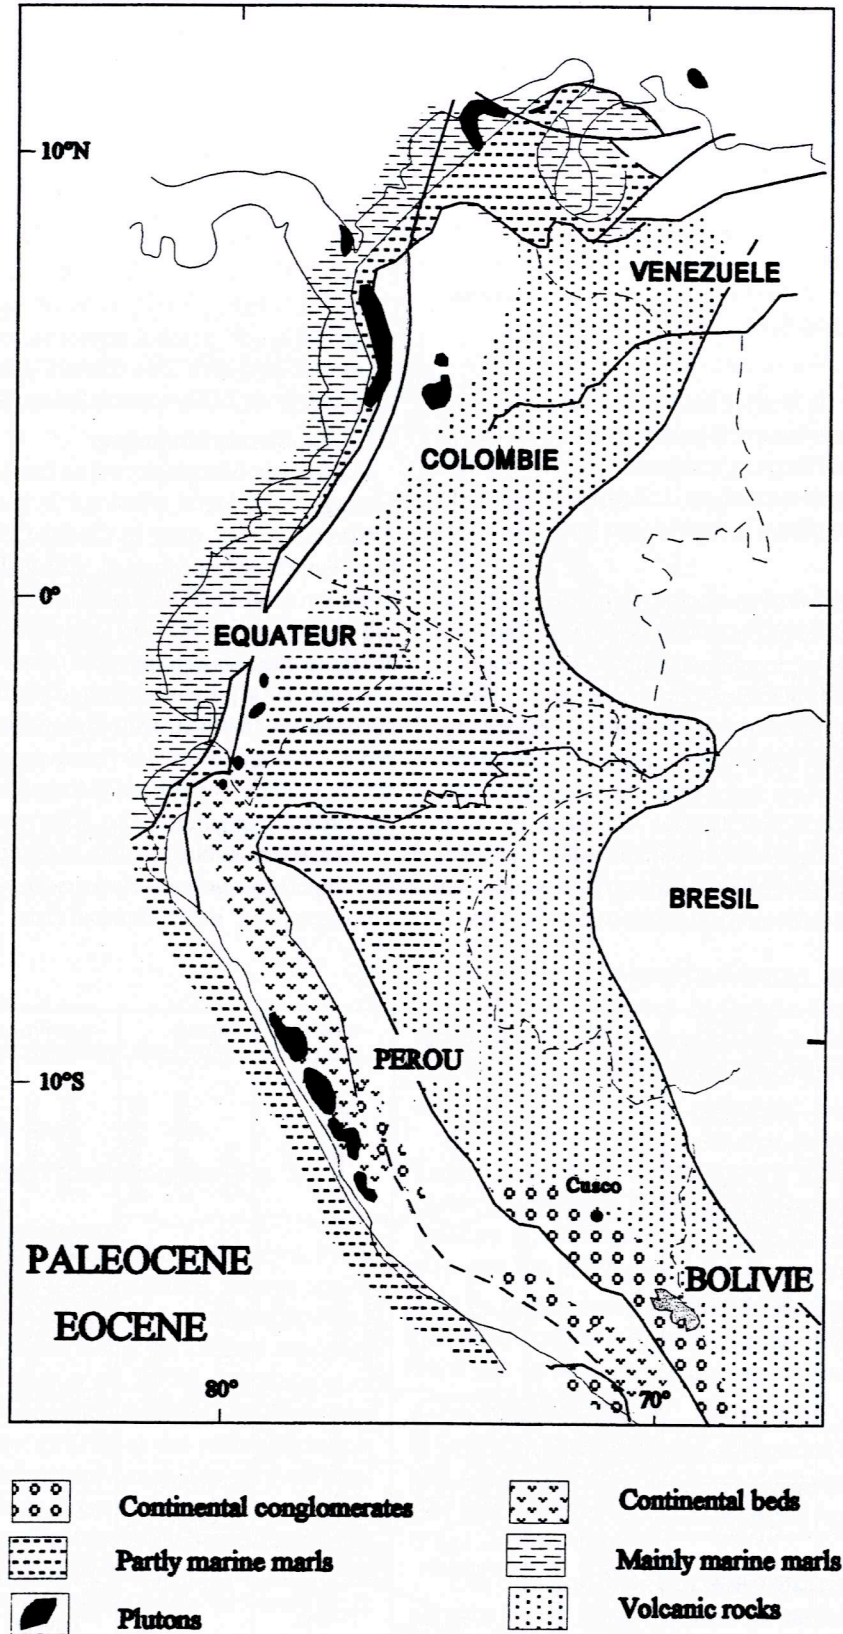 10°N
VENEZUELE
COLOMBIE
0°
EQUATEUR
BRESIL
PEROU
10°S
Cusco
PALEOCENE
BOLIVIE
EOCENE
80°
70°
Continental conglomerates
Continental beds
Partly marine marls
Mainly marine marls
Plutons
Volcanic rocks